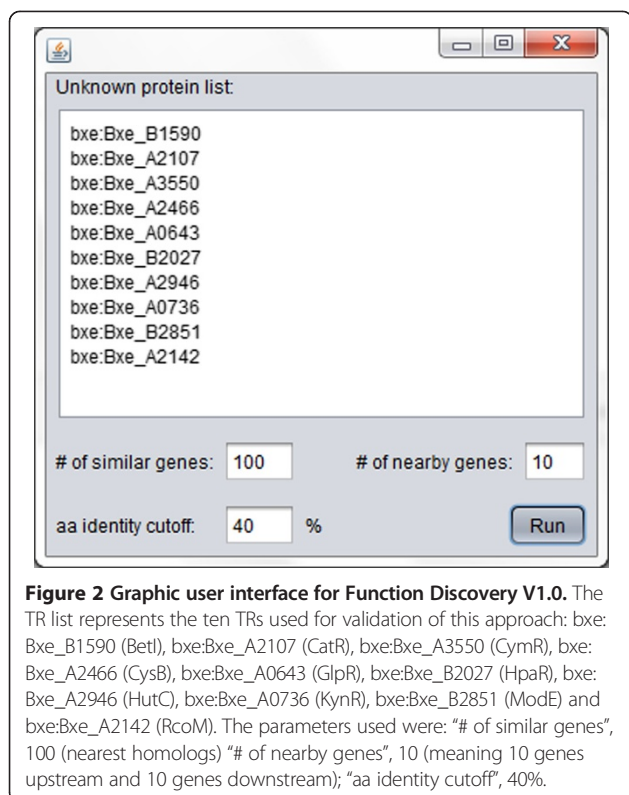 Unknown protein list:
bxe:Bxe_B1590
bxe:Bxe_A2107
bxe:Bxe_A3550
bxe:Bxe_A2466
bxe:Bxe_A0643
bxe:Bxe_B2027
bxe:Bxe_A2946
bxe:Bxe_A0736
bxe:Bxe_B2851
bxe:Bxe_A2142
# of similar genes: 100 # of nearby genes: 10
aa identity cutoff: 40 % Run
Figure 2 Graphic user interface for Function Discovery V1.0. The
TR list represents the ten TRs used for validation of this approach: bxe:
Bxe_B1590 (BetI), bxe:Bxe_A2107 (CatR), bxe:Bxe_A3550 (CymR), bxe:
Bxe_A2466 (CysB), bxe:Bxe_A0643 (GlpR), bxe:Bxe_B2027 (HpaR), bxe:
Bxe_A2946 (HutC), bxe:Bxe_A0736 (KynR), bxe:Bxe_B2851 (ModE) and
bxe:Bxe_A2142 (RcoM). The parameters used were: “# of similar genes”,
100 (nearest homologs) “# of nearby genes”, 10 (meaning 10 genes
upstream and 10 genes downstream); “aa identity cutoff”, 40%.